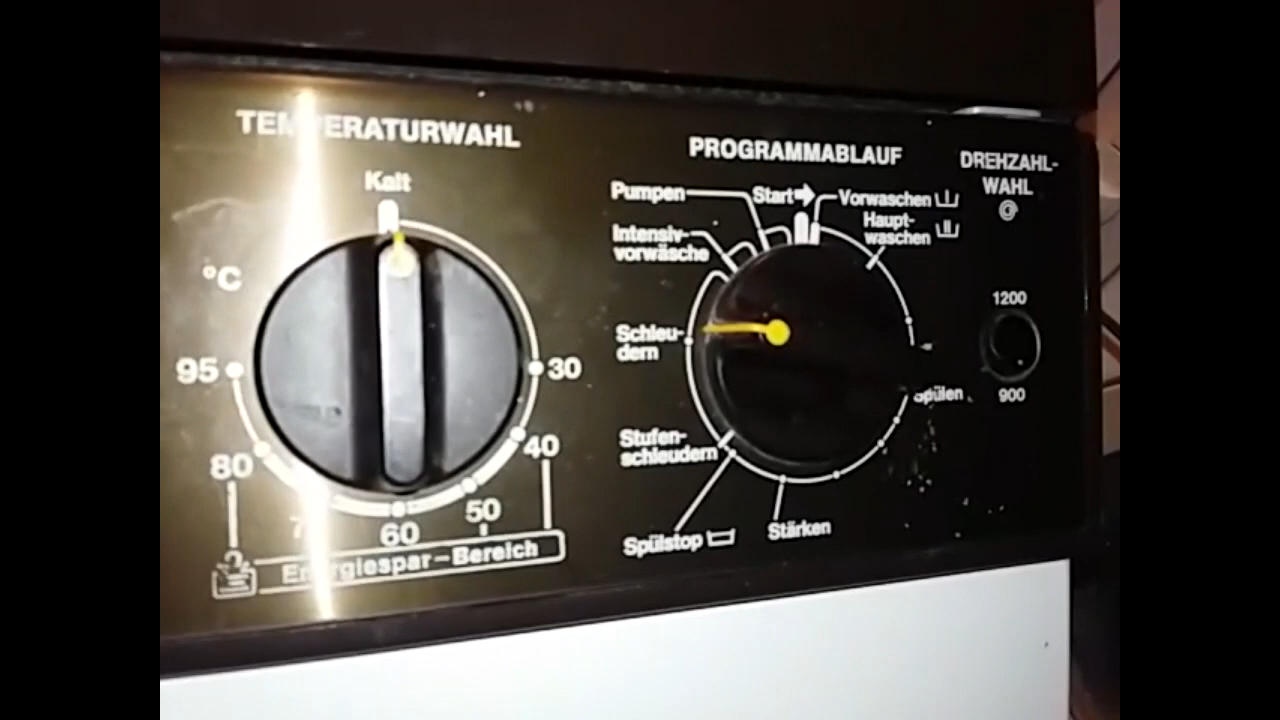 TEMPERATURWAHL
Kalt
°C
95
30
80
40
50
60
Energiespar-Bereich
PROGRAMMABLAUF
Pumpen
Start
Vorwaschen
Haupt-
waschen
Intensiv-
vorwäsche
Schleu-
dern
Spülen
Stufen-
schleudern
Spülstop
Stärken
DREHZAHL-
WAHL
1200
900